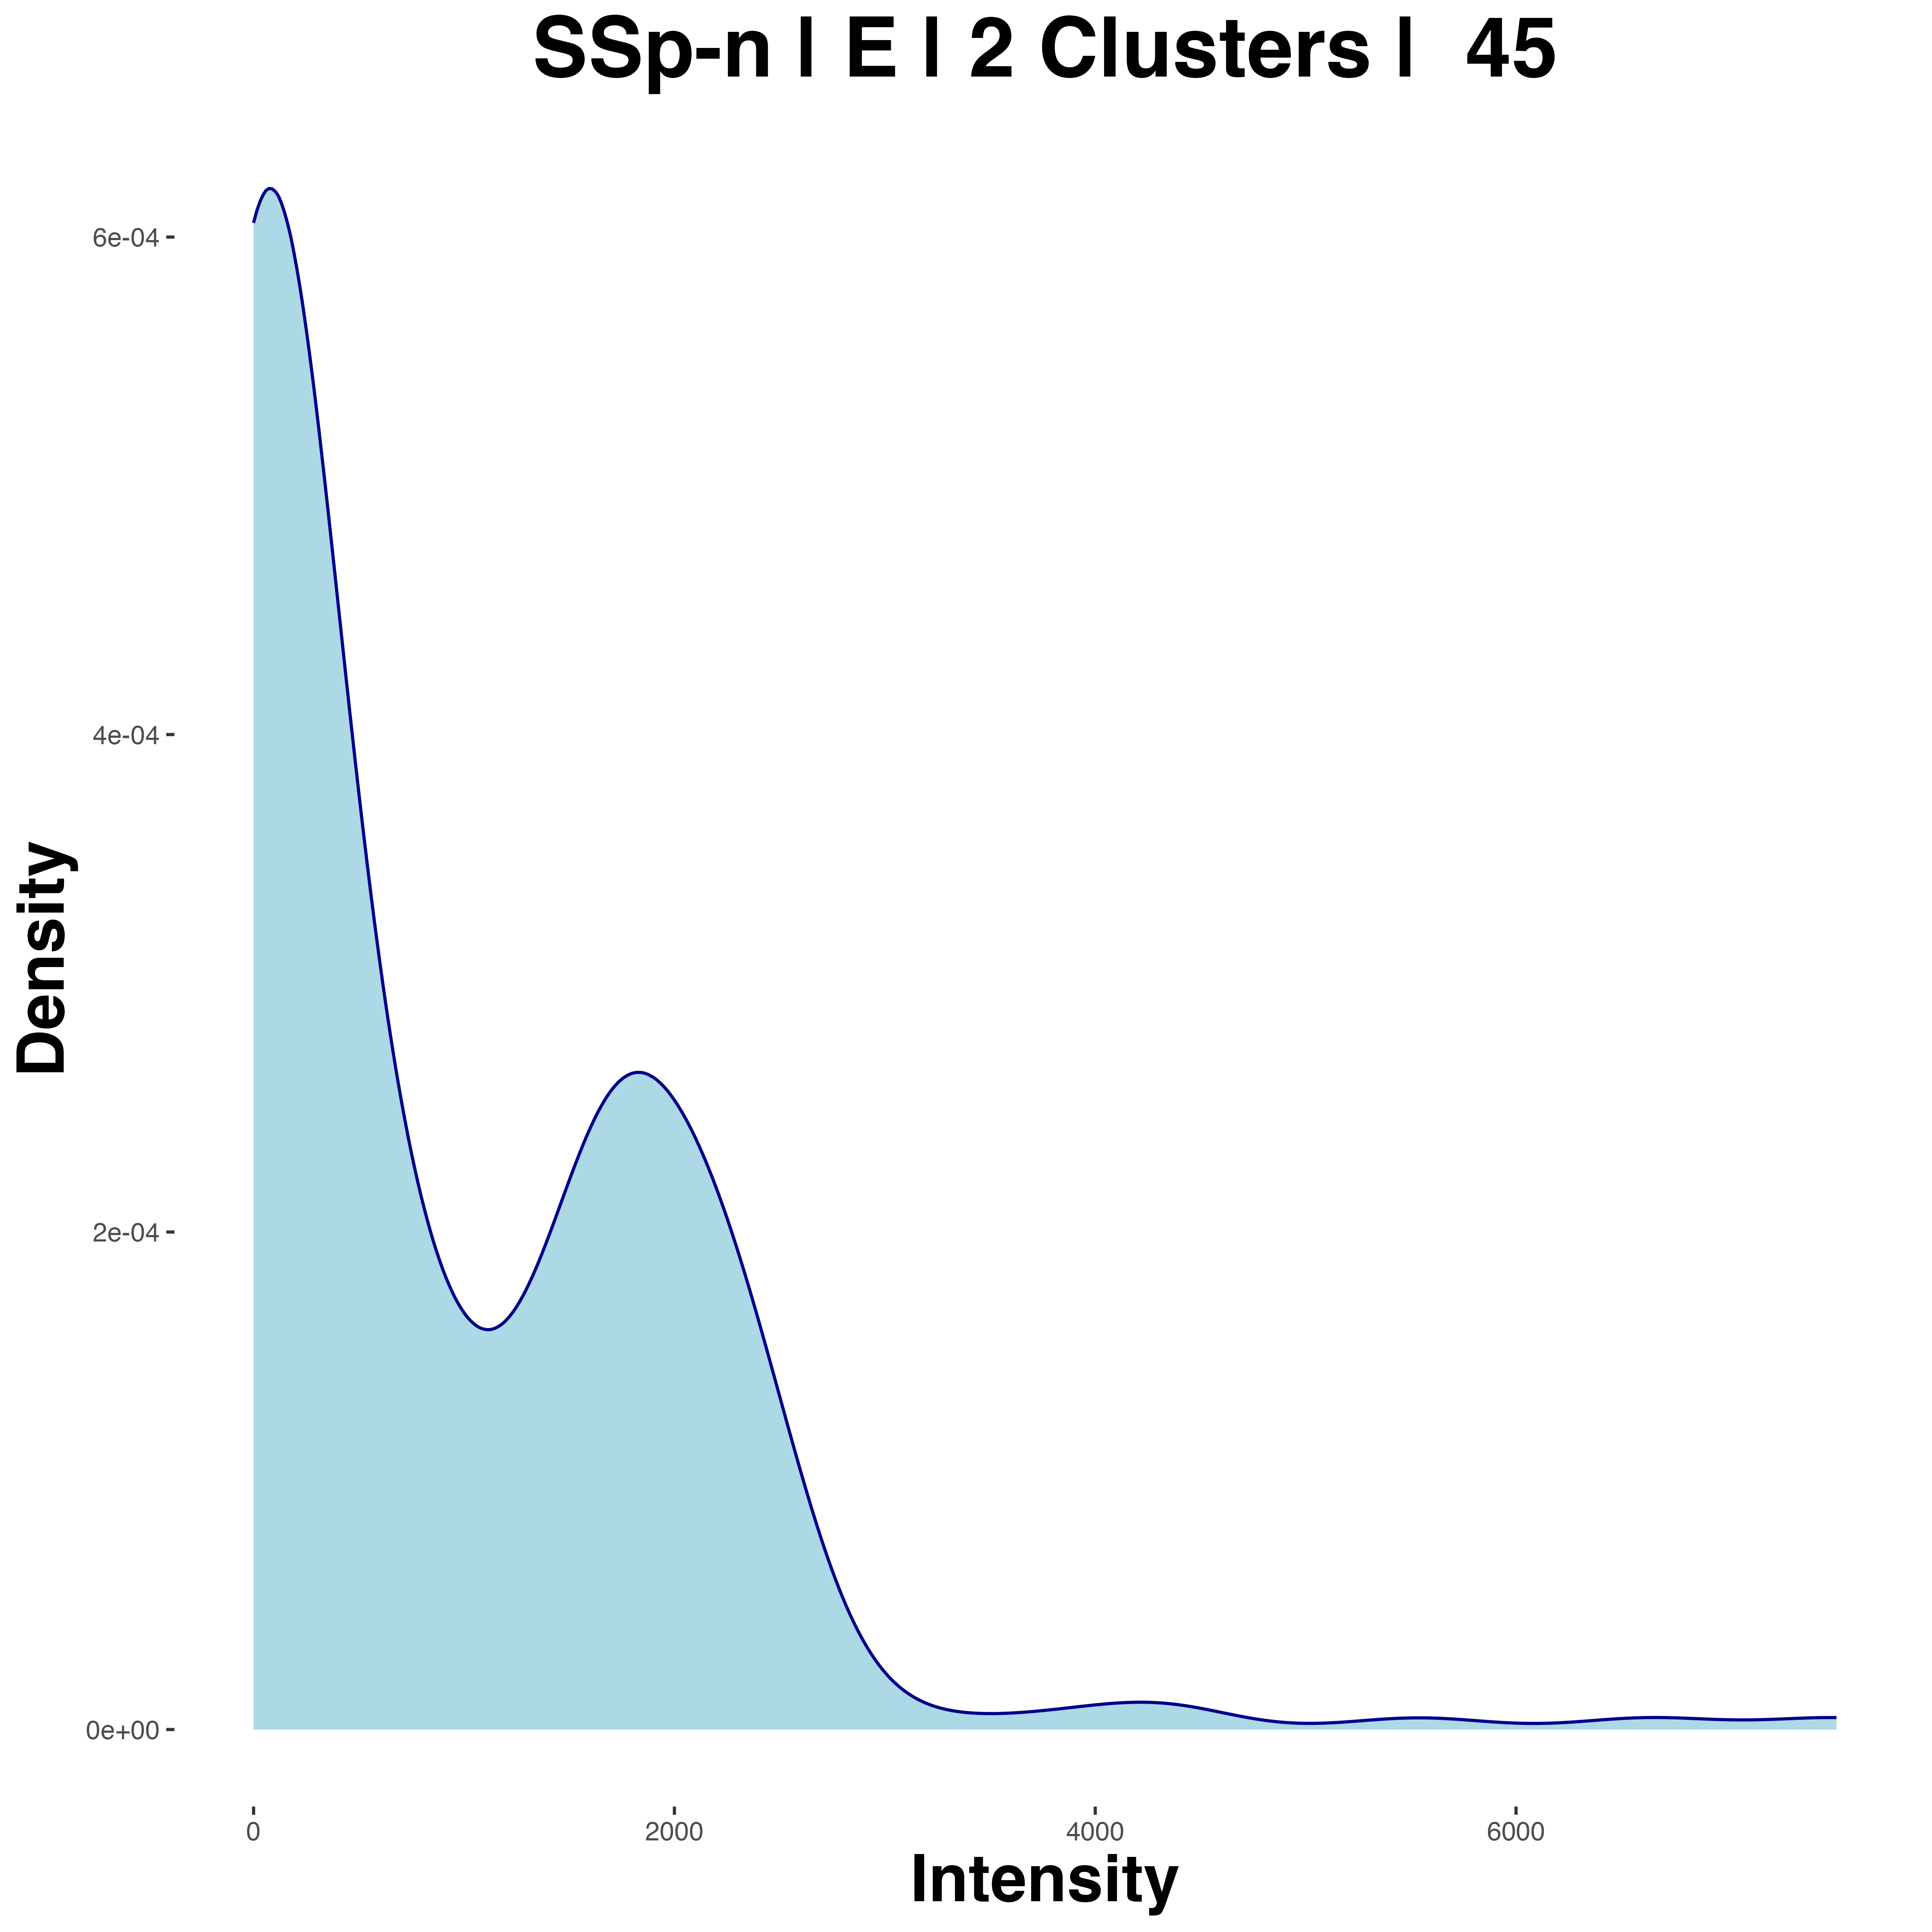 SSp-n | E | 2 Clusters |  45
6e-04
4e-04
2e-04
0e+00
Density
0 2000 4000 6000
Intensity